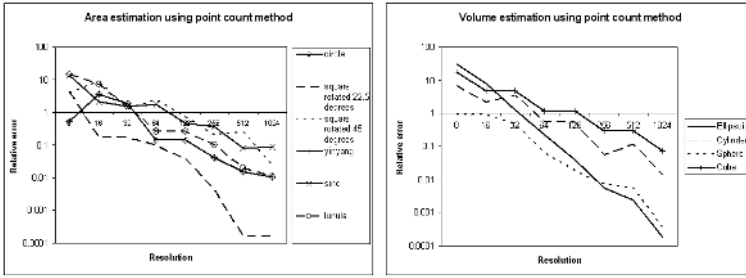 Area estimation using point count method
100
10
1
0.1
0.01
0.001
0.0001
16
32
64
256
512
1024
Relative error
Resolution
circle
square
rotated 22.5
degrees
square
rotated 45
degrees
yinyang
sinc
lunula
Volume estimation using point count method
100
10
1
0.1
0.01
0.001
0.0001
0
16
32
64
128
256
512
1024
Relative error
Resolution
Sphere
Cube